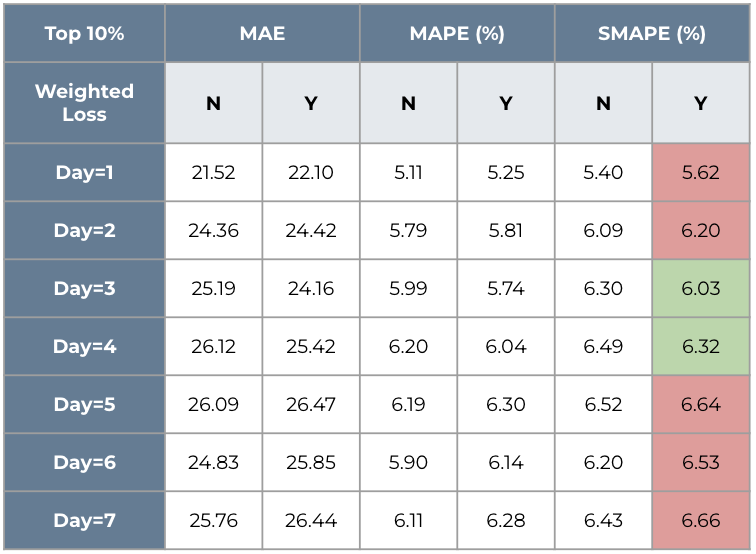 Top 10% MAE MAPE (%) SMAPE (%)
Weighted
Loss N Y N Y N Y
Day=1 21.52 22.10 5.11 5.25 5.40 5.62
Day=2 24.36 24.42 5.79 5.81 6.09 6.20
Day=3 25.19 24.16 5.99 5.74 6.30 6.03
Day=4 26.12 25.42 6.20 6.04 6.49 6.32
Day=5 26.09 26.47 6.19 6.30 6.52 6.64
Day=6 24.83 25.85 5.90 6.14 6.20 6.53
Day=7 25.76 26.44 6.11 6.28 6.43 6.66